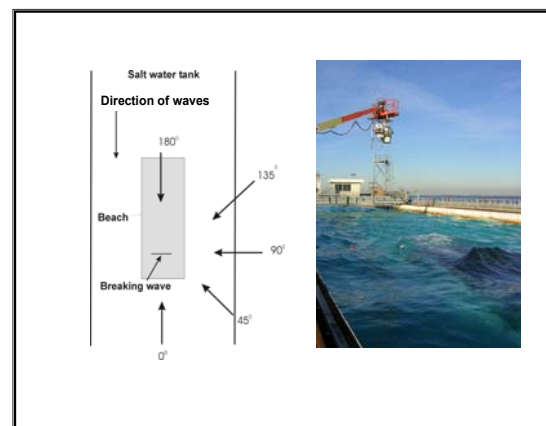 Salt water tank
Direction of waves
180°
135°
Beach
90°
Breaking wave
45°
0°